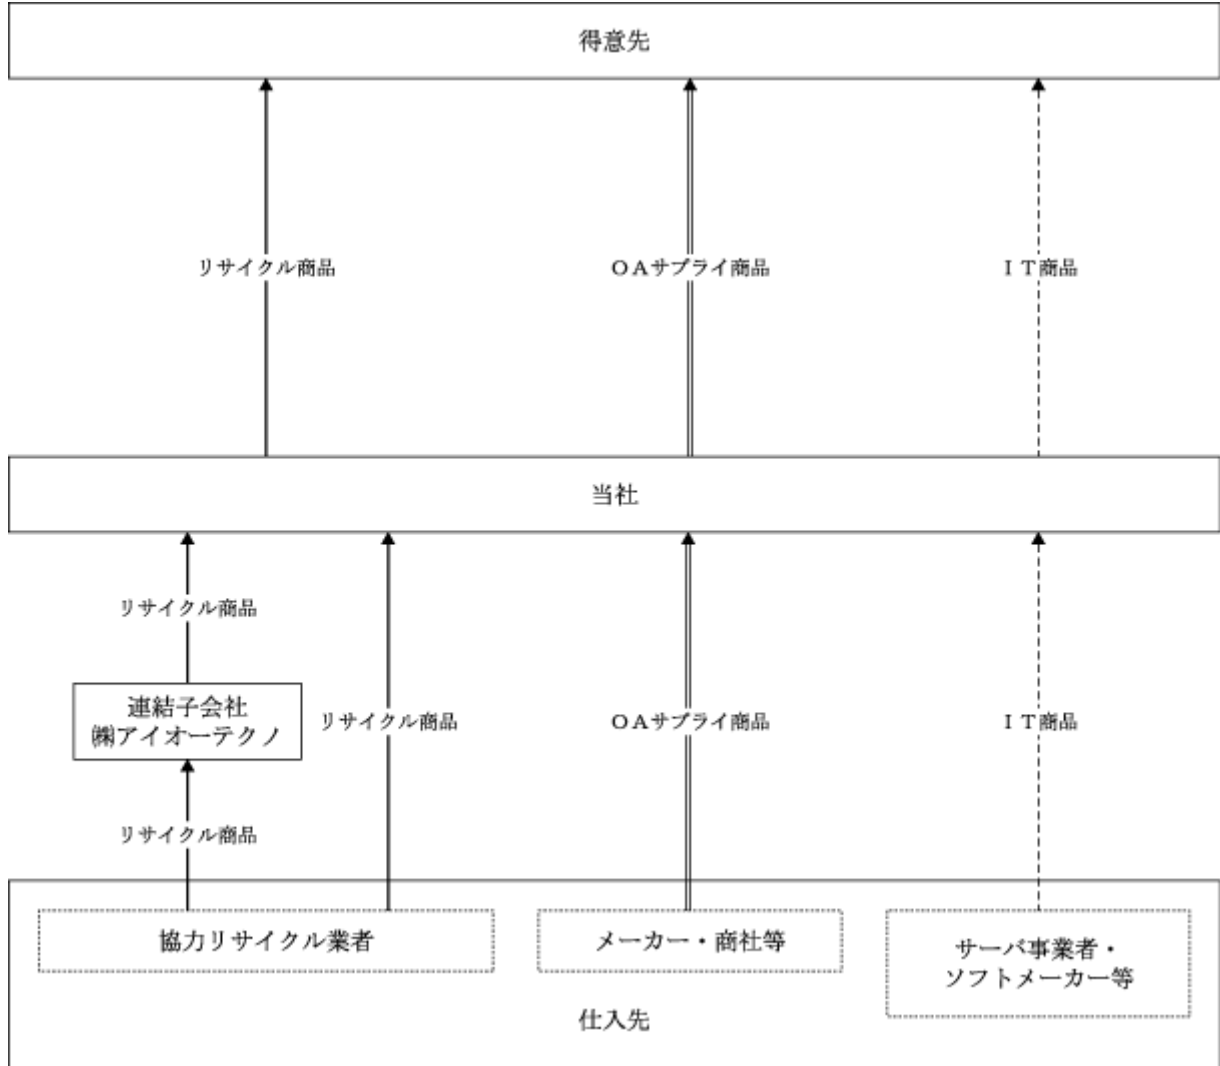 得意先
リサイクル商品
ＯＡサプライ商品
ＩＴ商品
当社
リサイクル商品
連結子会社
㈱アイオーテクノ
リサイクル商品
ＯＡサプライ商品
ＩＴ商品
リサイクル商品
協力リサイクル業者
メーカー・商社等
サーバ事業者・
ソフトメーカー等
仕入先